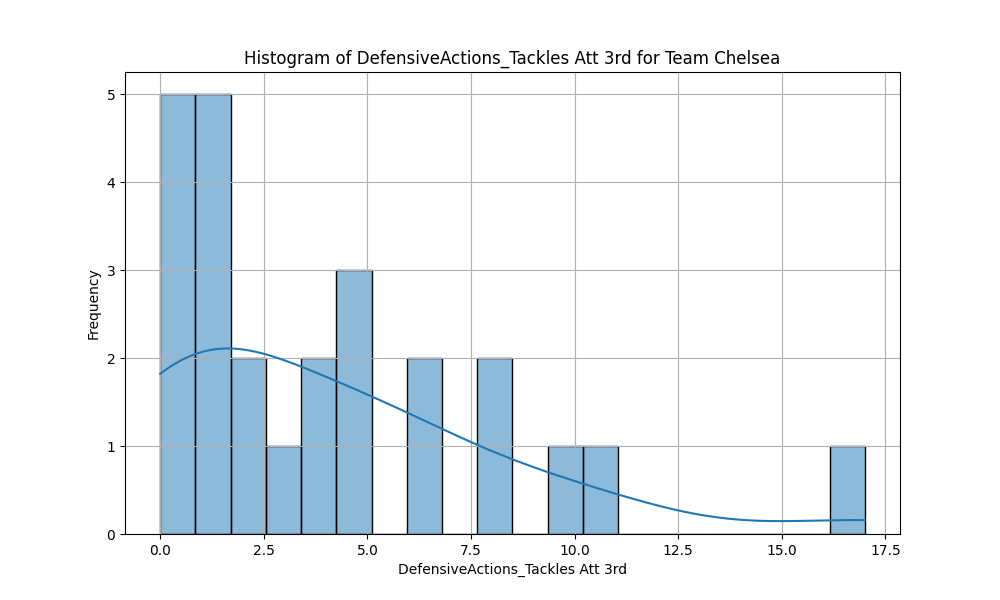 Histogram of DefensiveActions_Tackles Att 3rd for Team Chelsea
5
4
3
2
1
0
Frequency
0.0 2.5 5.0 7.5 10.0 12.5 15.0 17.5
DefensiveActions_Tackles Att 3rd